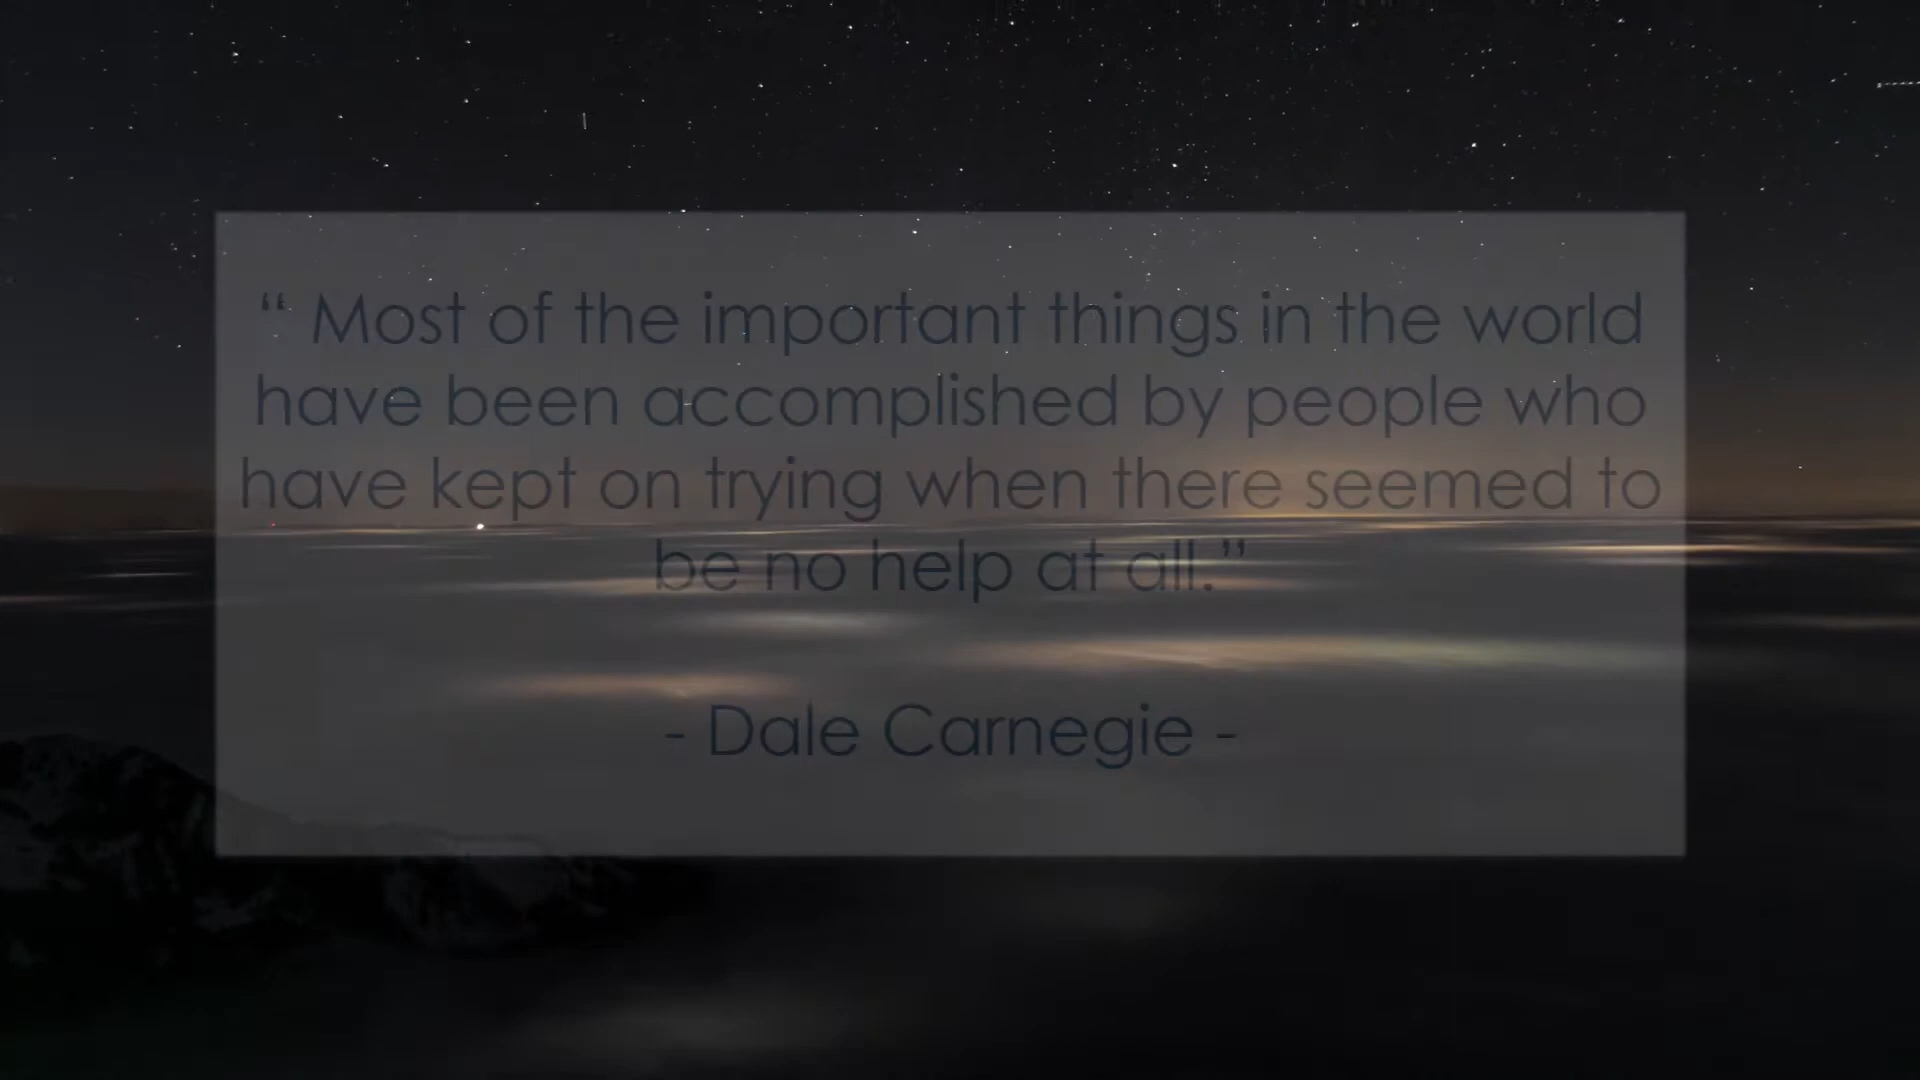 “ Most of the important things in the world
have been accomplished by people who
have kept on trying when there seemed to
be no help at all.”
- Dale Carnegie -